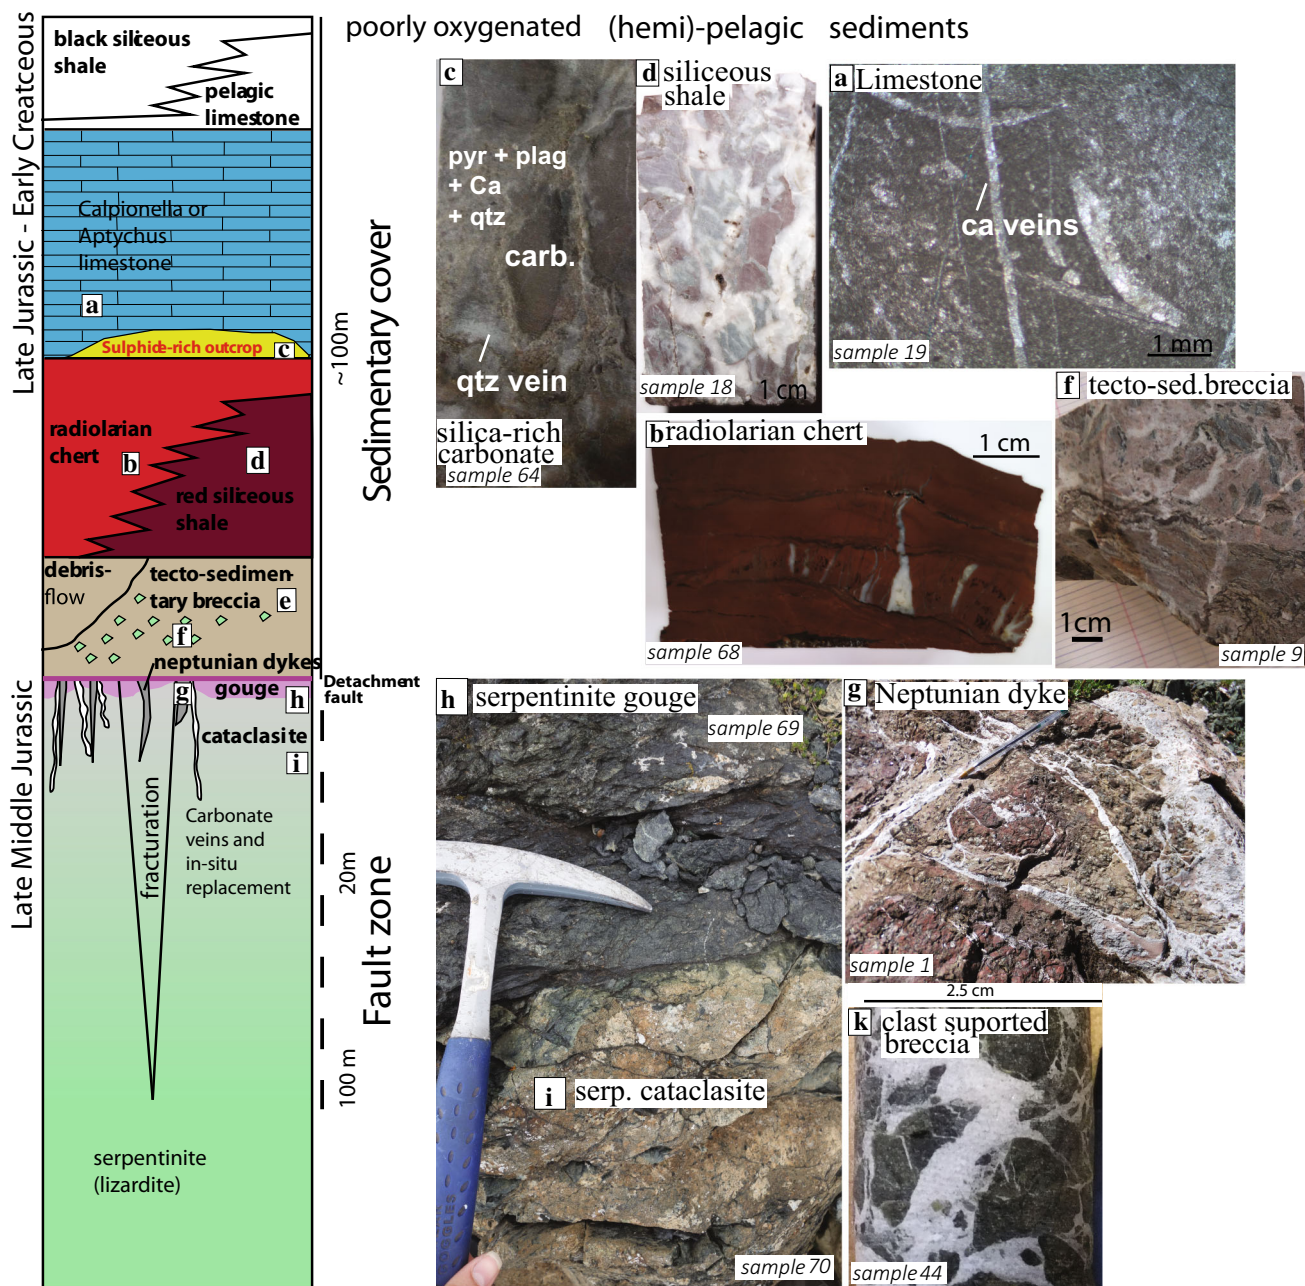 poorly oxygenated (hemi)-pelagic sediments
Late Jurassic - Early Creatceous
black siliceous
shale
pelagic
limestone
Calpionella or
Aptychus
limestone
a
Sulphide-rich outcrop
c
radiolarian
chert
b
d
red siliceous
shale
debris-
flow
tecto-sedimen-
tary breccia
e
f
neptunian dykes
gouge
g
h
Detachment
fault
cataclasite
i
Late Middle Jurassic
fracturation
Carbonate
veins and
in-situ
replacement
serpentinite
(lizardite)
~100m
Sedimentary cover
20m
100 m
Fault zone
c
pyr + plag
+ Ca
+ qtz
carb.
qtz vein
silica-rich
carbonate
sample 64
d siliceous
shale
sample 18
1 cm
a Limestone
ca veins
sample 19
1 mm
b radiolarian chert
1 cm
sample 68
f tecto-sed.breccia
1cm
sample 9
h serpentinite gouge
sample 69
i serp. cataclasite
sample 70
g Neptunian dyke
sample 1
2.5 cm
k clast suported
breccia
sample 44